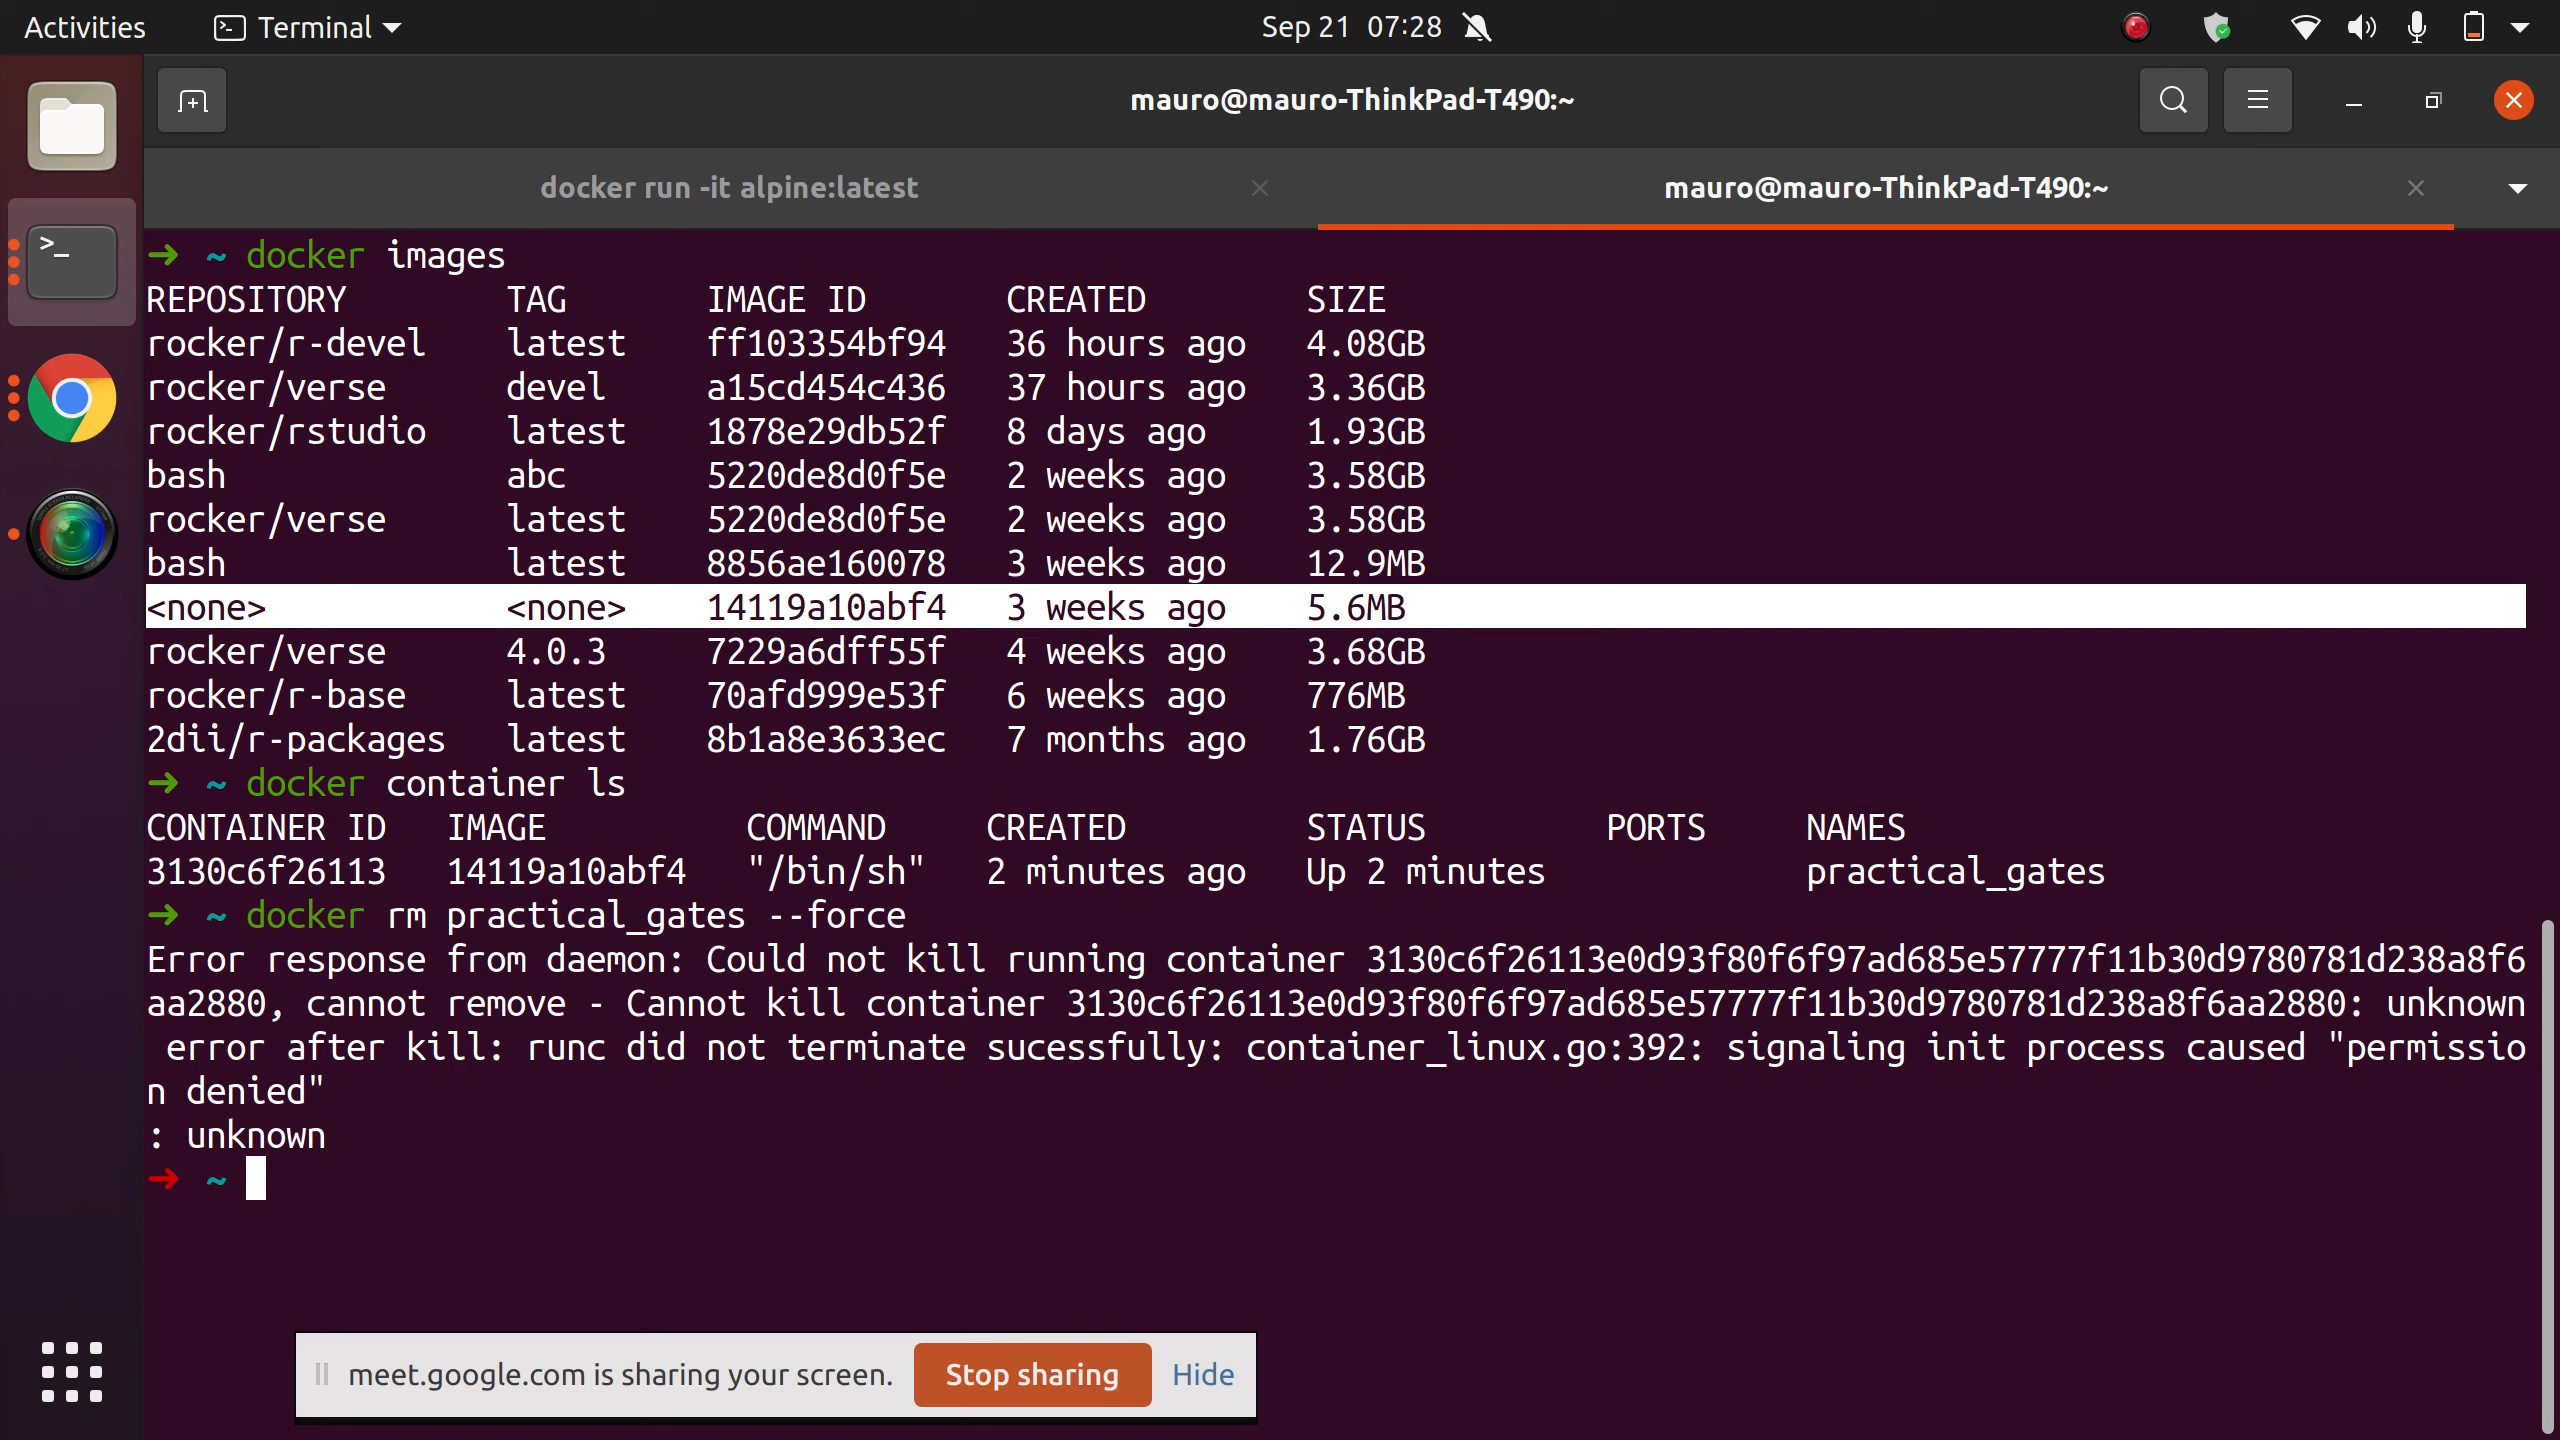 Activities Terminal Sep 21 07:28
mauro@mauro-ThinkPad-T490:~
docker run -it alpine:latest mauro@mauro-ThinkPad-T490:~
➜ ~ docker images
REPOSITORY TAG IMAGE ID CREATED SIZE
rocker/r-devel latest ff103354bf94 36 hours ago 4.08GB
rocker/verse devel a15cd454c436 37 hours ago 3.36GB
rocker/rstudio latest 1878e29db52f 8 days ago 1.93GB
bash abc 5220de8d0f5e 2 weeks ago 3.58GB
rocker/verse latest 5220de8d0f5e 2 weeks ago 3.58GB
bash latest 8856ae160078 3 weeks ago 12.9MB
<none> <none> 14119a10abf4 3 weeks ago 5.6MB
rocker/verse 4.0.3 7229a6dff55f 4 weeks ago 3.68GB
rocker/r-base latest 70afd999e53f 6 weeks ago 776MB
2dii/r-packages latest 8b1a8e3633ec 7 months ago 1.76GB
➜ ~ docker container ls
CONTAINER ID IMAGE COMMAND CREATED STATUS PORTS NAMES
3130c6f26113 14119a10abf4 "/bin/sh" 2 minutes ago Up 2 minutes practical_gates
➜ ~ docker rm practical_gates --force
Error response from daemon: Could not kill running container 3130c6f26113e0d93f80f6f97ad685e57777f11b30d9780781d238a8f6
aa2880, cannot remove - Cannot kill container 3130c6f26113e0d93f80f6f97ad685e57777f11b30d9780781d238a8f6aa2880: unknown
error after kill: runc did not terminate sucessfully: container_linux.go:392: signaling init process caused "permissio
n denied"
: unknown
➜ ~
meet.google.com is sharing your screen. Stop sharing Hide